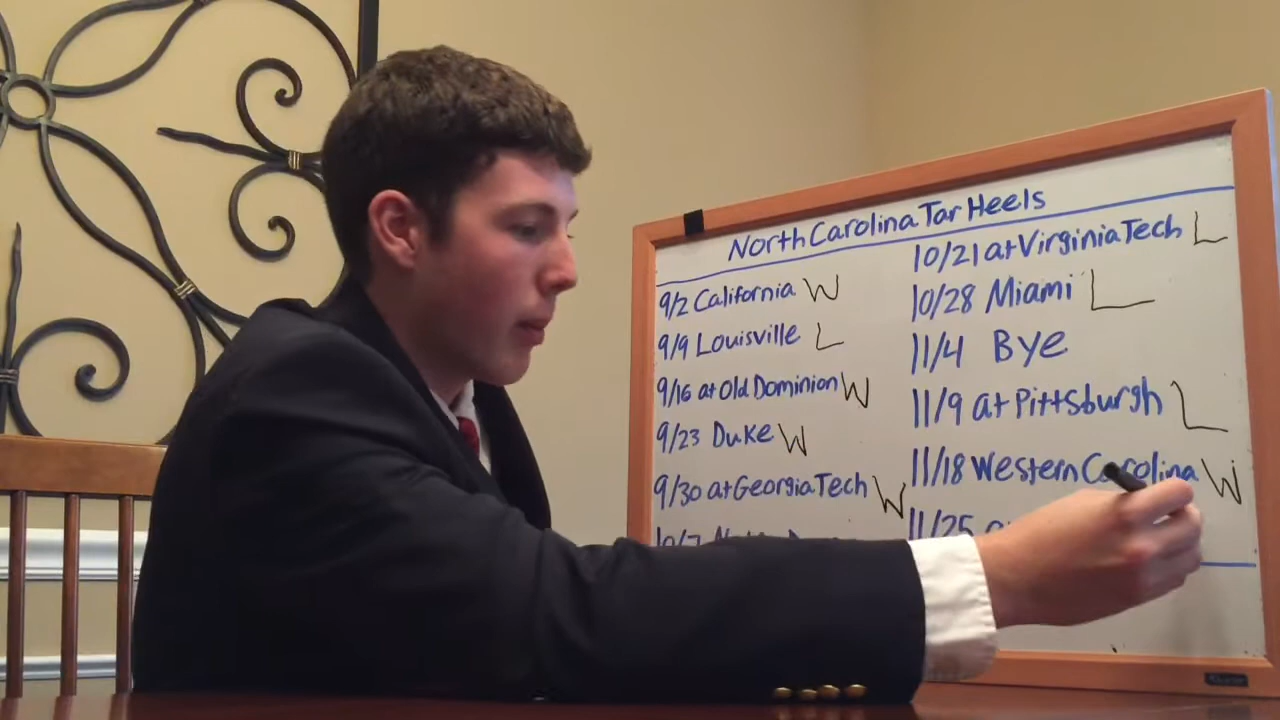 North Carolina Tar Heels
9/2 California W
9/9 Louisville L
9/16 at Old Dominion W
9/23 Duke W
9/30 at Georgia Tech W
10/7
10/21 at Virginia Tech L
10/28 Miami L
11/4 Bye
11/9 at Pittsburgh L
11/18 Western Carolina W
11/25